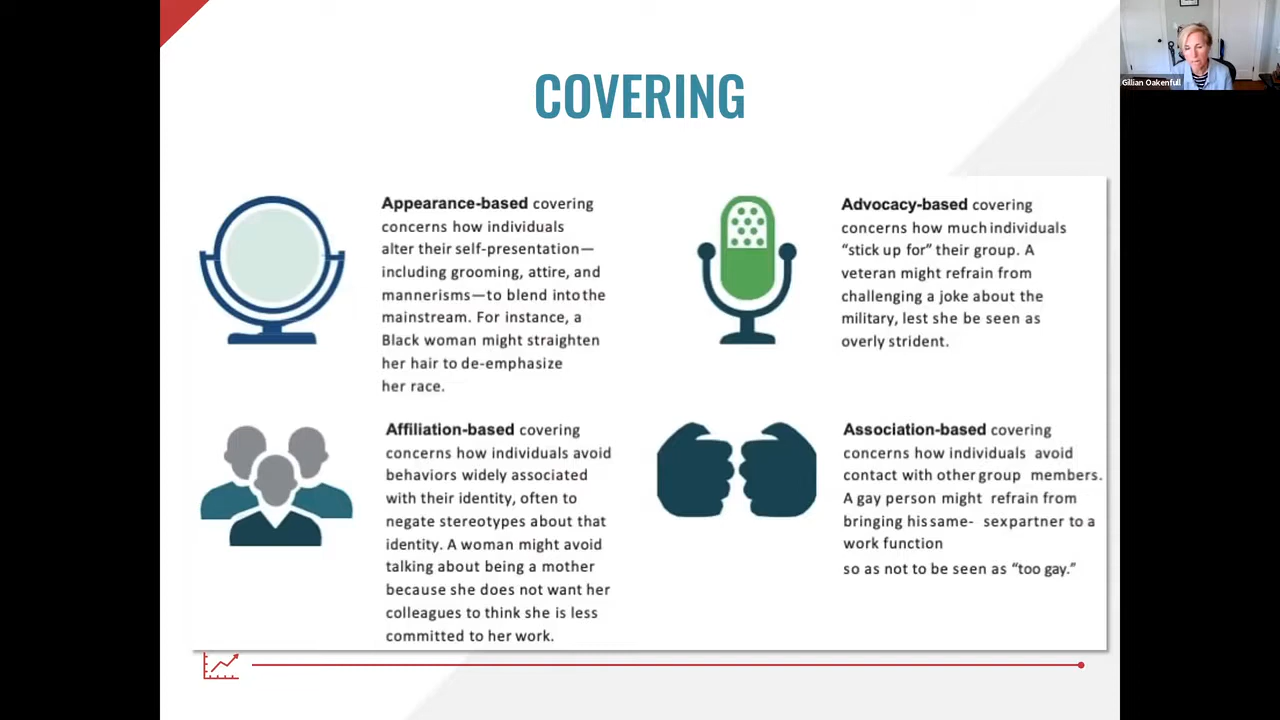 COVERING
Gillian Oakenfull
Appearance-based covering
concerns how individuals
alter their self-presentation—
including grooming, attire, and
mannerisms—to blend into the
mainstream. For instance, a
Black woman might straighten
her hair to de-emphasize
her race.
Advocacy-based covering
concerns how much individuals
“stick up for” their group. A
veteran might refrain from
challenging a joke about the
military, lest she be seen as
overly strident.
Affiliation-based covering
concerns how individuals avoid
behaviors widely associated
with their identity, often to
negate stereotypes about that
identity. A woman might avoid
talking about being a mother
because she does not want her
colleagues to think she is less
committed to her work.
Association-based covering
concerns how individuals avoid
contact with other group members.
A gay person might refrain from
bringing his same- sex partner to a
work function
so as not to be seen as “too gay.”